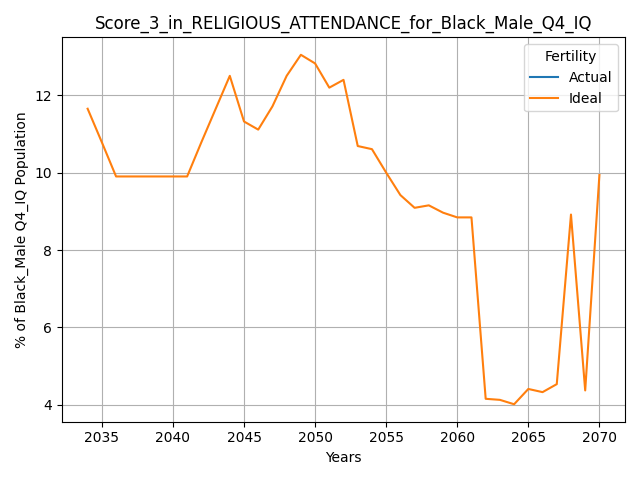 Score_3_in_RELIGIOUS_ATTENDANCE_for_Black_Male_Q4_IQ
Fertility
Actual
Ideal
% of Black_Male Q4_IQ Population
12
10
8
6
4
2035 2040 2045 2050 2055 2060 2065 2070
Years